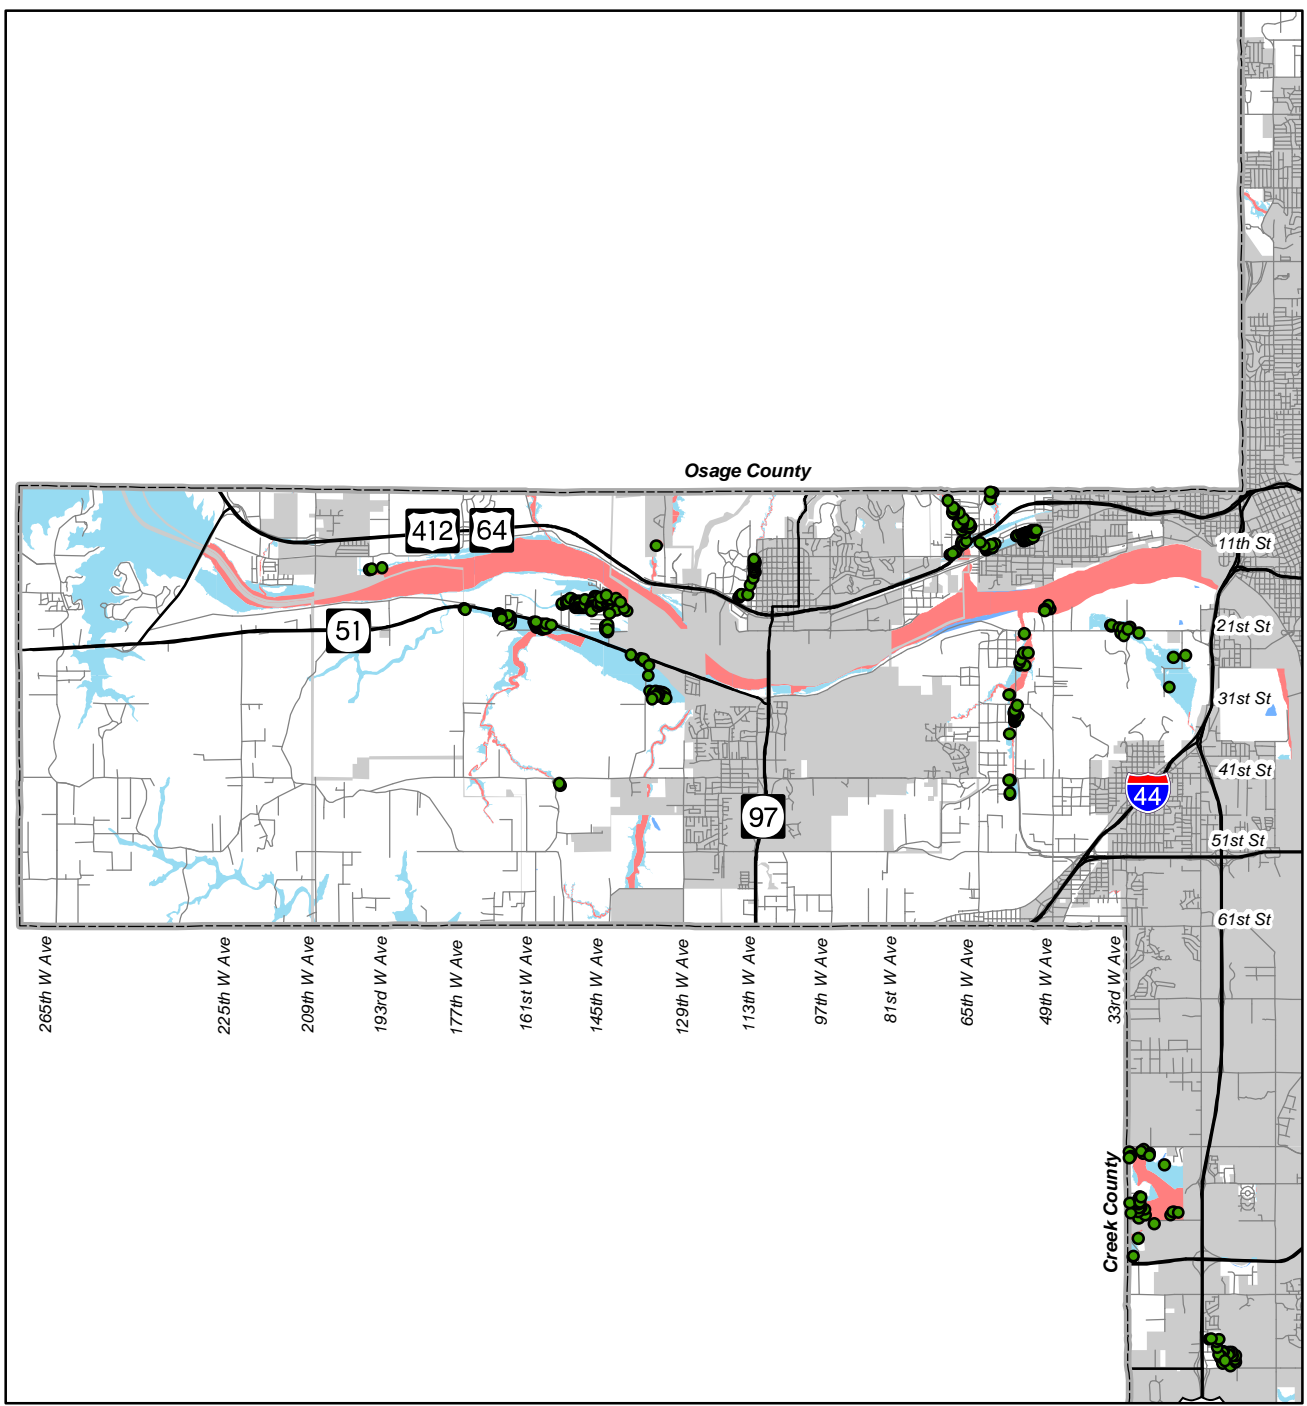 Osage County
412
64
11th St
51
21st St
31st St
41st St
44
97
51st St
61st St
265th W Ave
225th W Ave
209th W Ave
193rd W Ave
177th W Ave
161st W Ave
145th W Ave
129th W Ave
113th W Ave
97th W Ave
81st W Ave
65th W Ave
49th W Ave
33rd W Ave
Creek County